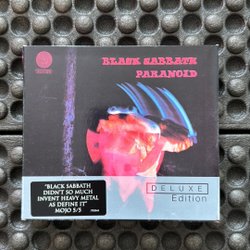 BLACK SABBATH
PARANOID
"BLACK SABBATH
DIDN'T SO MUCH
INVENT HEAVY METAL
AS DEFINE IT"
MOJO 5/5
DELUXE
Edition